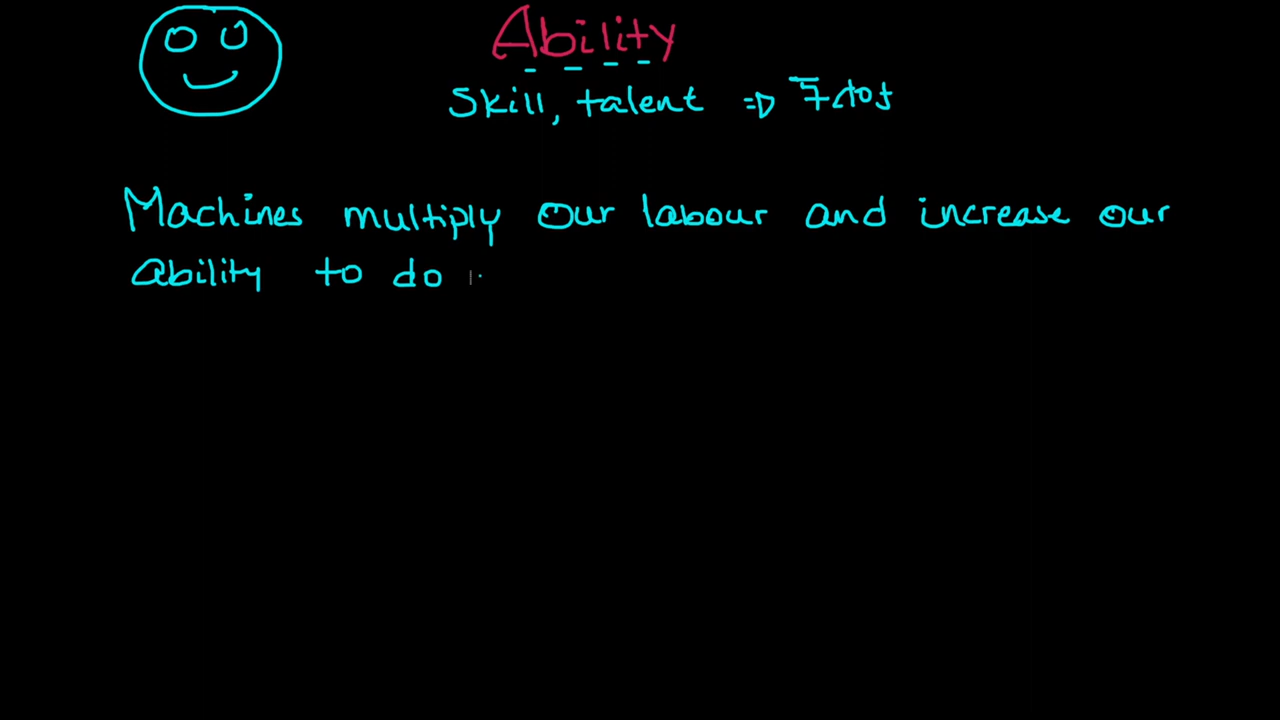 Ability
Skill, talent =>
Machines multiply our labour and increase our
ability to do